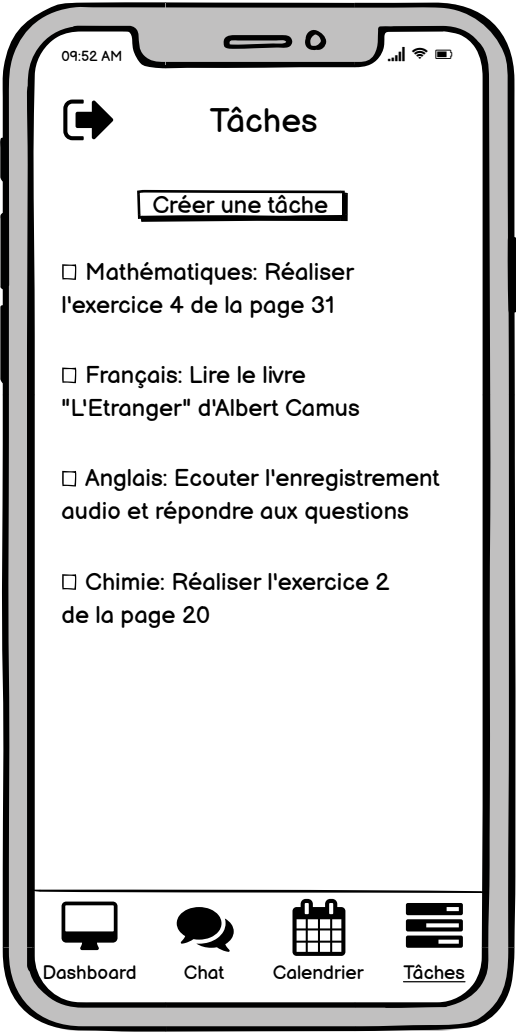 09:52 AM
Tâches
Créer une tâche
☐ Mathématiques: Réaliser
l'exercice 4 de la page 31
☐ Français: Lire le livre
"L'Etranger" d'Albert Camus
☐ Anglais: Ecouter l'enregistrement
audio et répondre aux questions
☐ Chimie: Réaliser l'exercice 2
de la page 20
Dashboard Chat Calendrier Tâches